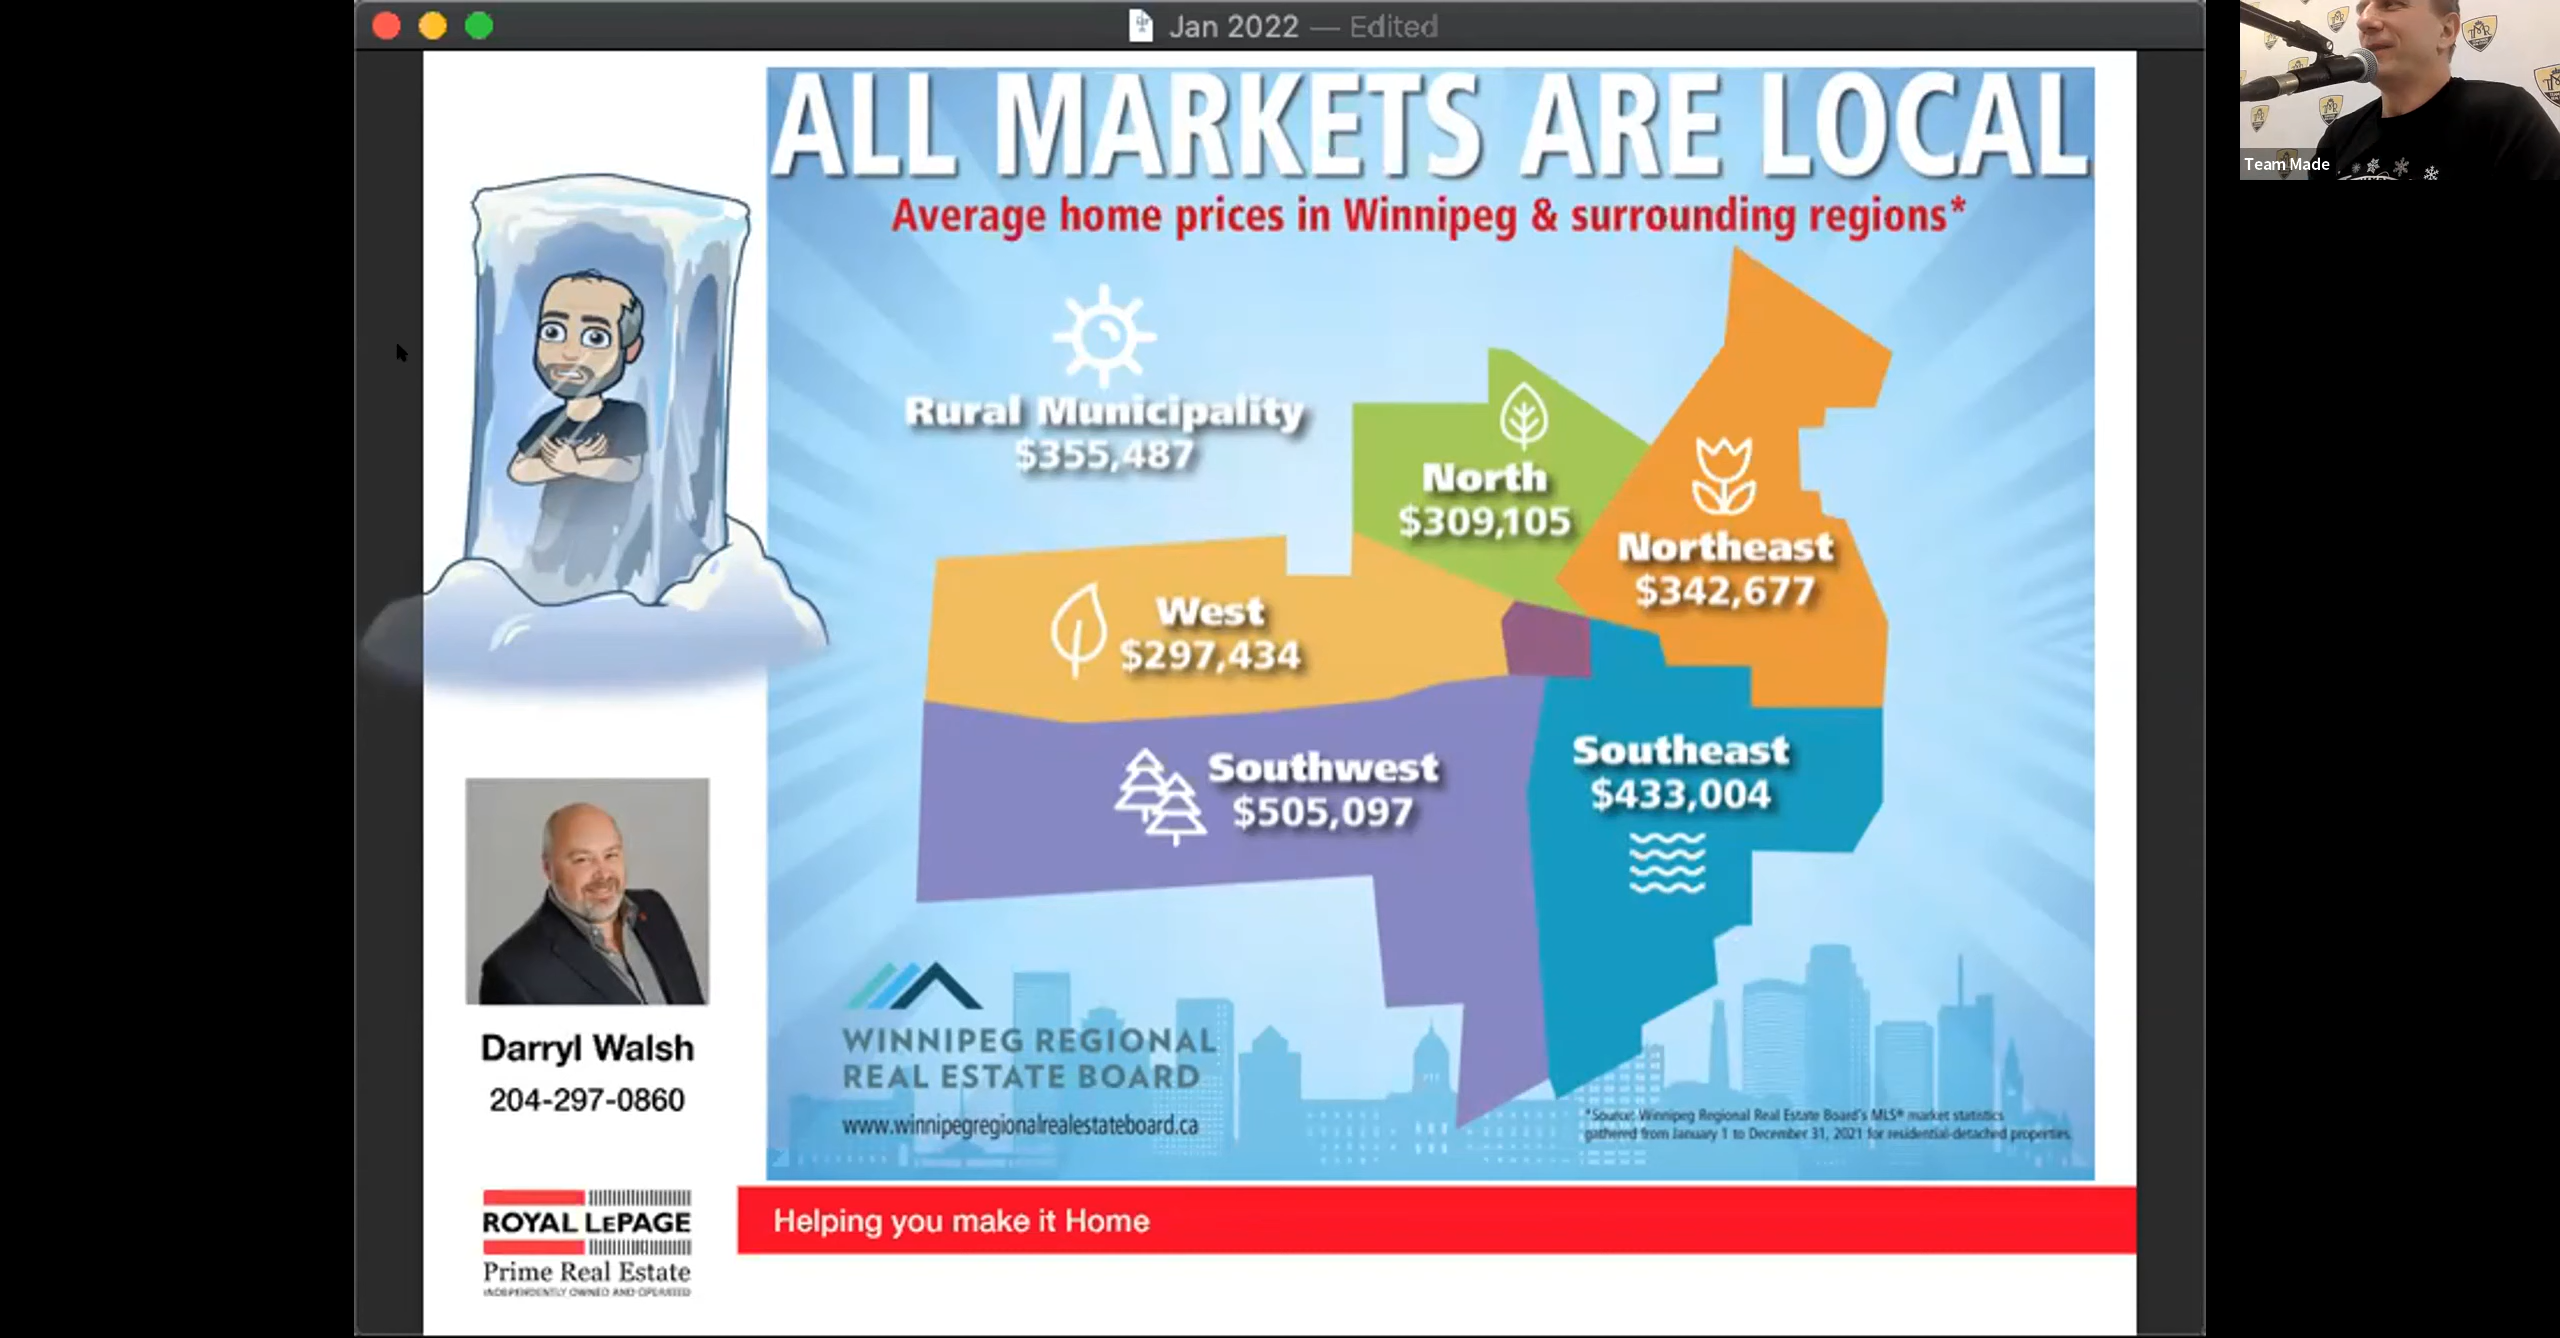 Jan 2022 — Edited
ALL MARKETS ARE LOCAL
Average home prices in Winnipeg & surrounding regions*
Rural Municipality
$355,487
North
$309,105
Northeast
$342,677
West
$297,434
Southwest
$505,097
Southeast
$433,004
WINNIPEG REGIONAL
REAL ESTATE BOARD
www.winnipegregionalrealestateboard.ca
*Source: Winnipeg Regional Real Estate Board's MLS® market statistics
gathered from January 1 to December 31, 2021 for residential-detached properties.
Darryl Walsh
204-297-0860
ROYAL LEPAGE
Prime Real Estate
INDEPENDENTLY OWNED AND OPERATED
Helping you make it Home
Team Made
TMR
TMR
TMR